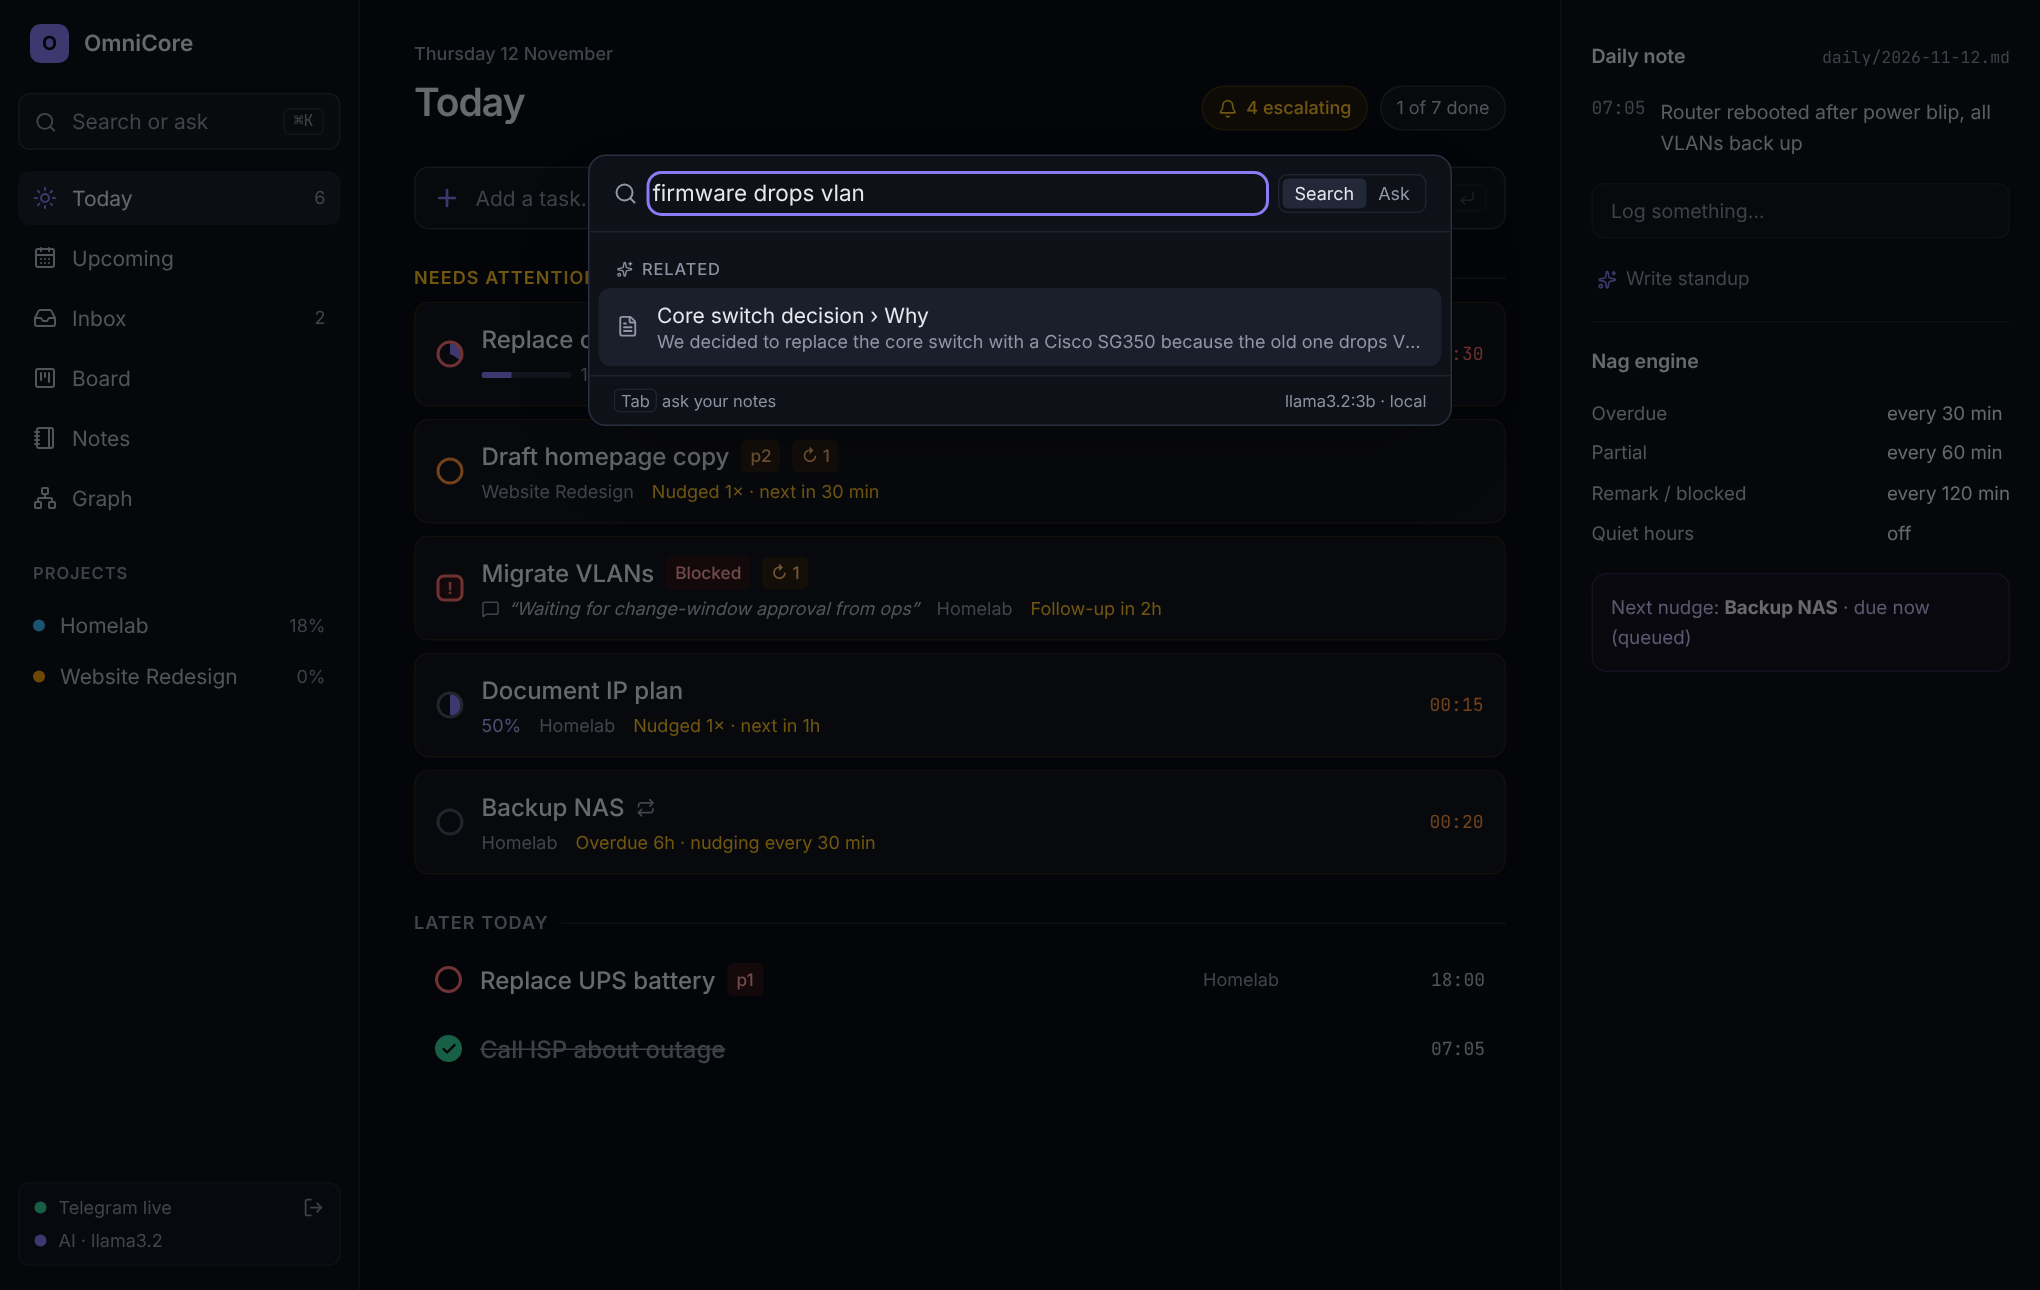 O OmniCore
Search or ask ⌘K
Today 6
Upcoming
Inbox 2
Board
Notes
Graph
PROJECTS
Homelab 18%
Website Redesign 0%
Telegram live
AI · llama3.2
Thursday 12 November
Today
4 escalating
1 of 7 done
Add a task.
firmware drops vlan
Search Ask
RELATED
Core switch decision › Why
We decided to replace the core switch with a Cisco SG350 because the old one drops V...
Tab ask your notes
llama3.2:3b · local
NEEDS ATTENTION
Replace
:30
Draft homepage copy p2 1
Website Redesign Nudged 1× · next in 30 min
Migrate VLANs Blocked 1
“Waiting for change-window approval from ops” Homelab Follow-up in 2h
Document IP plan
50% Homelab Nudged 1× · next in 1h
00:15
Backup NAS
Homelab Overdue 6h · nudging every 30 min
00:20
LATER TODAY
Replace UPS battery p1 Homelab 18:00
Call ISP about outage 07:05
Daily note daily/2026-11-12.md
07:05 Router rebooted after power blip, all
VLANs back up
Log something...
Write standup
Nag engine
Overdue every 30 min
Partial every 60 min
Remark / blocked every 120 min
Quiet hours off
Next nudge: Backup NAS · due now
(queued)